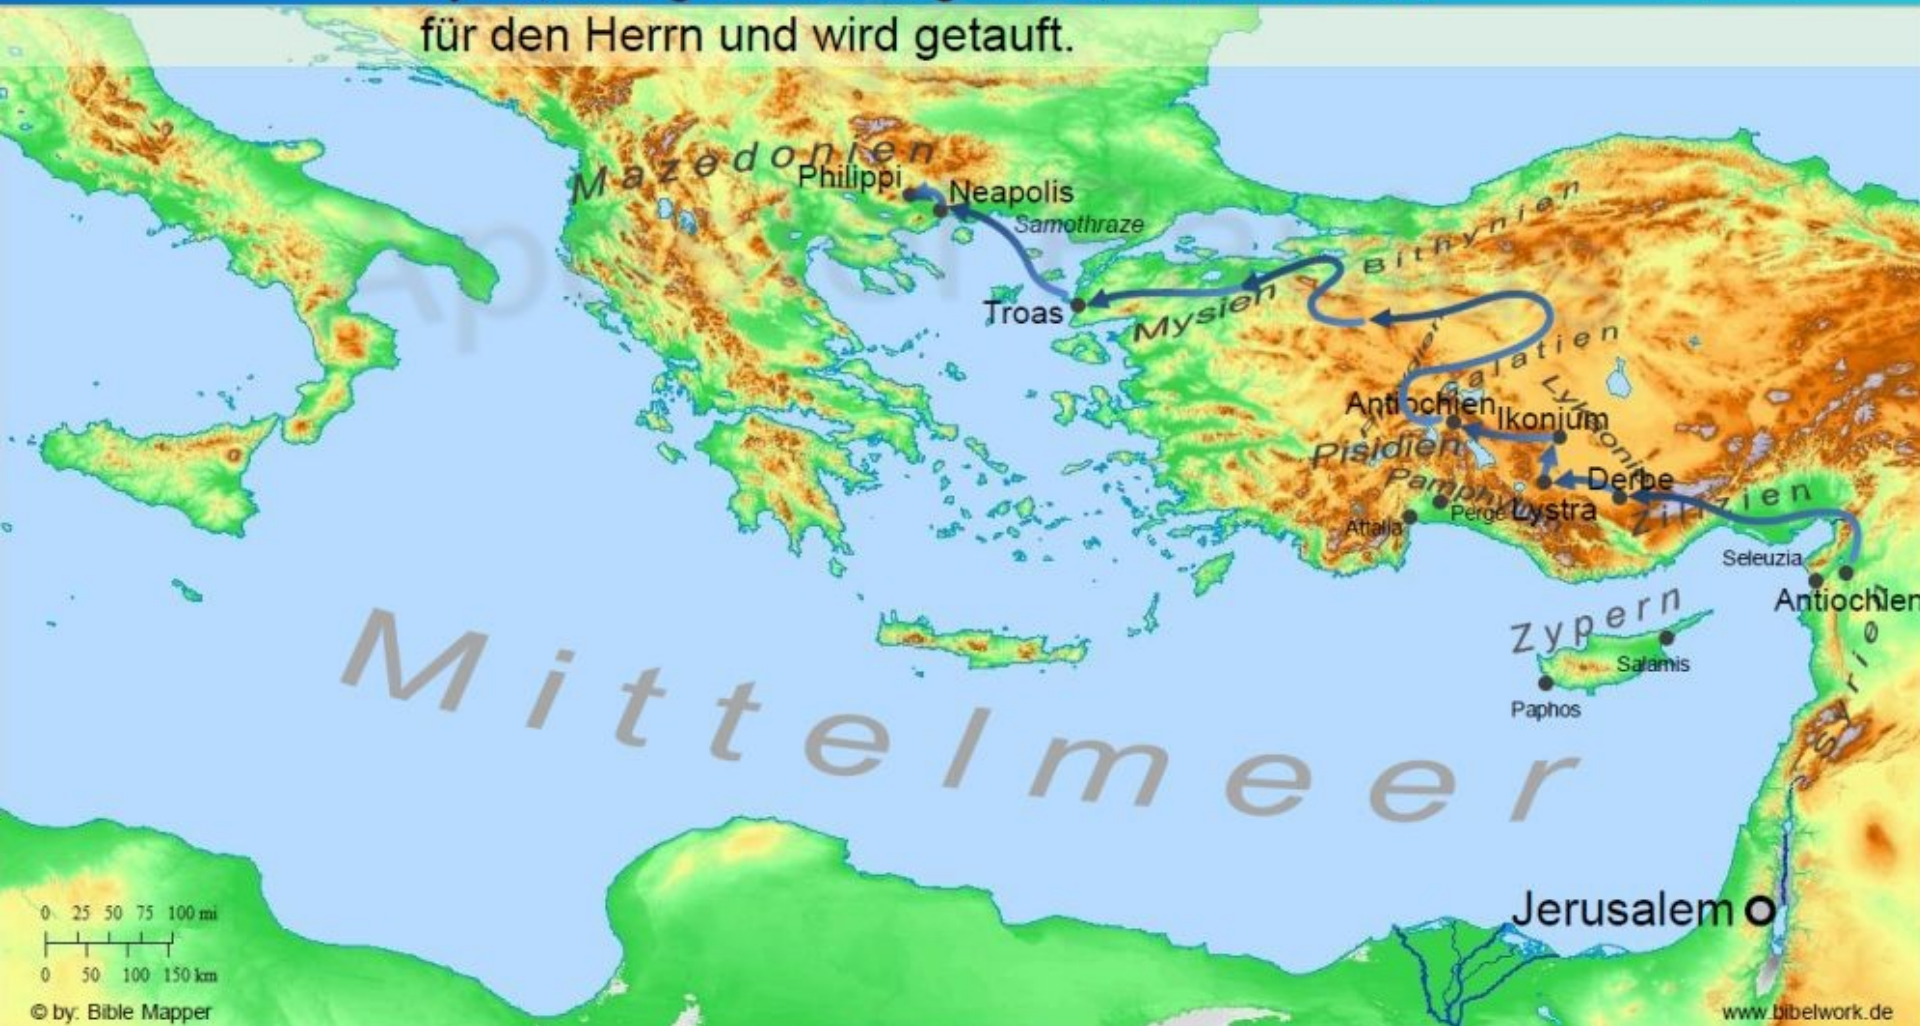 für den Herrn und wird getauft.
Mazedonien
Philippi
Neapolis
Samothraze
Bithynien
Troas
Mysien
Galatien
Antiochien
Ikonium
Pisidien
Derbe
Perge
Lystra
Attalia
Zilizien
Seleuzia
Antiochien
Zypern
Salamis
Syrien
Paphos
Mittelmeer
Jerusalem
0 25 50 75 100 mi
0 50 100 150 km
© by: Bible Mapper
www.bibelwork.de